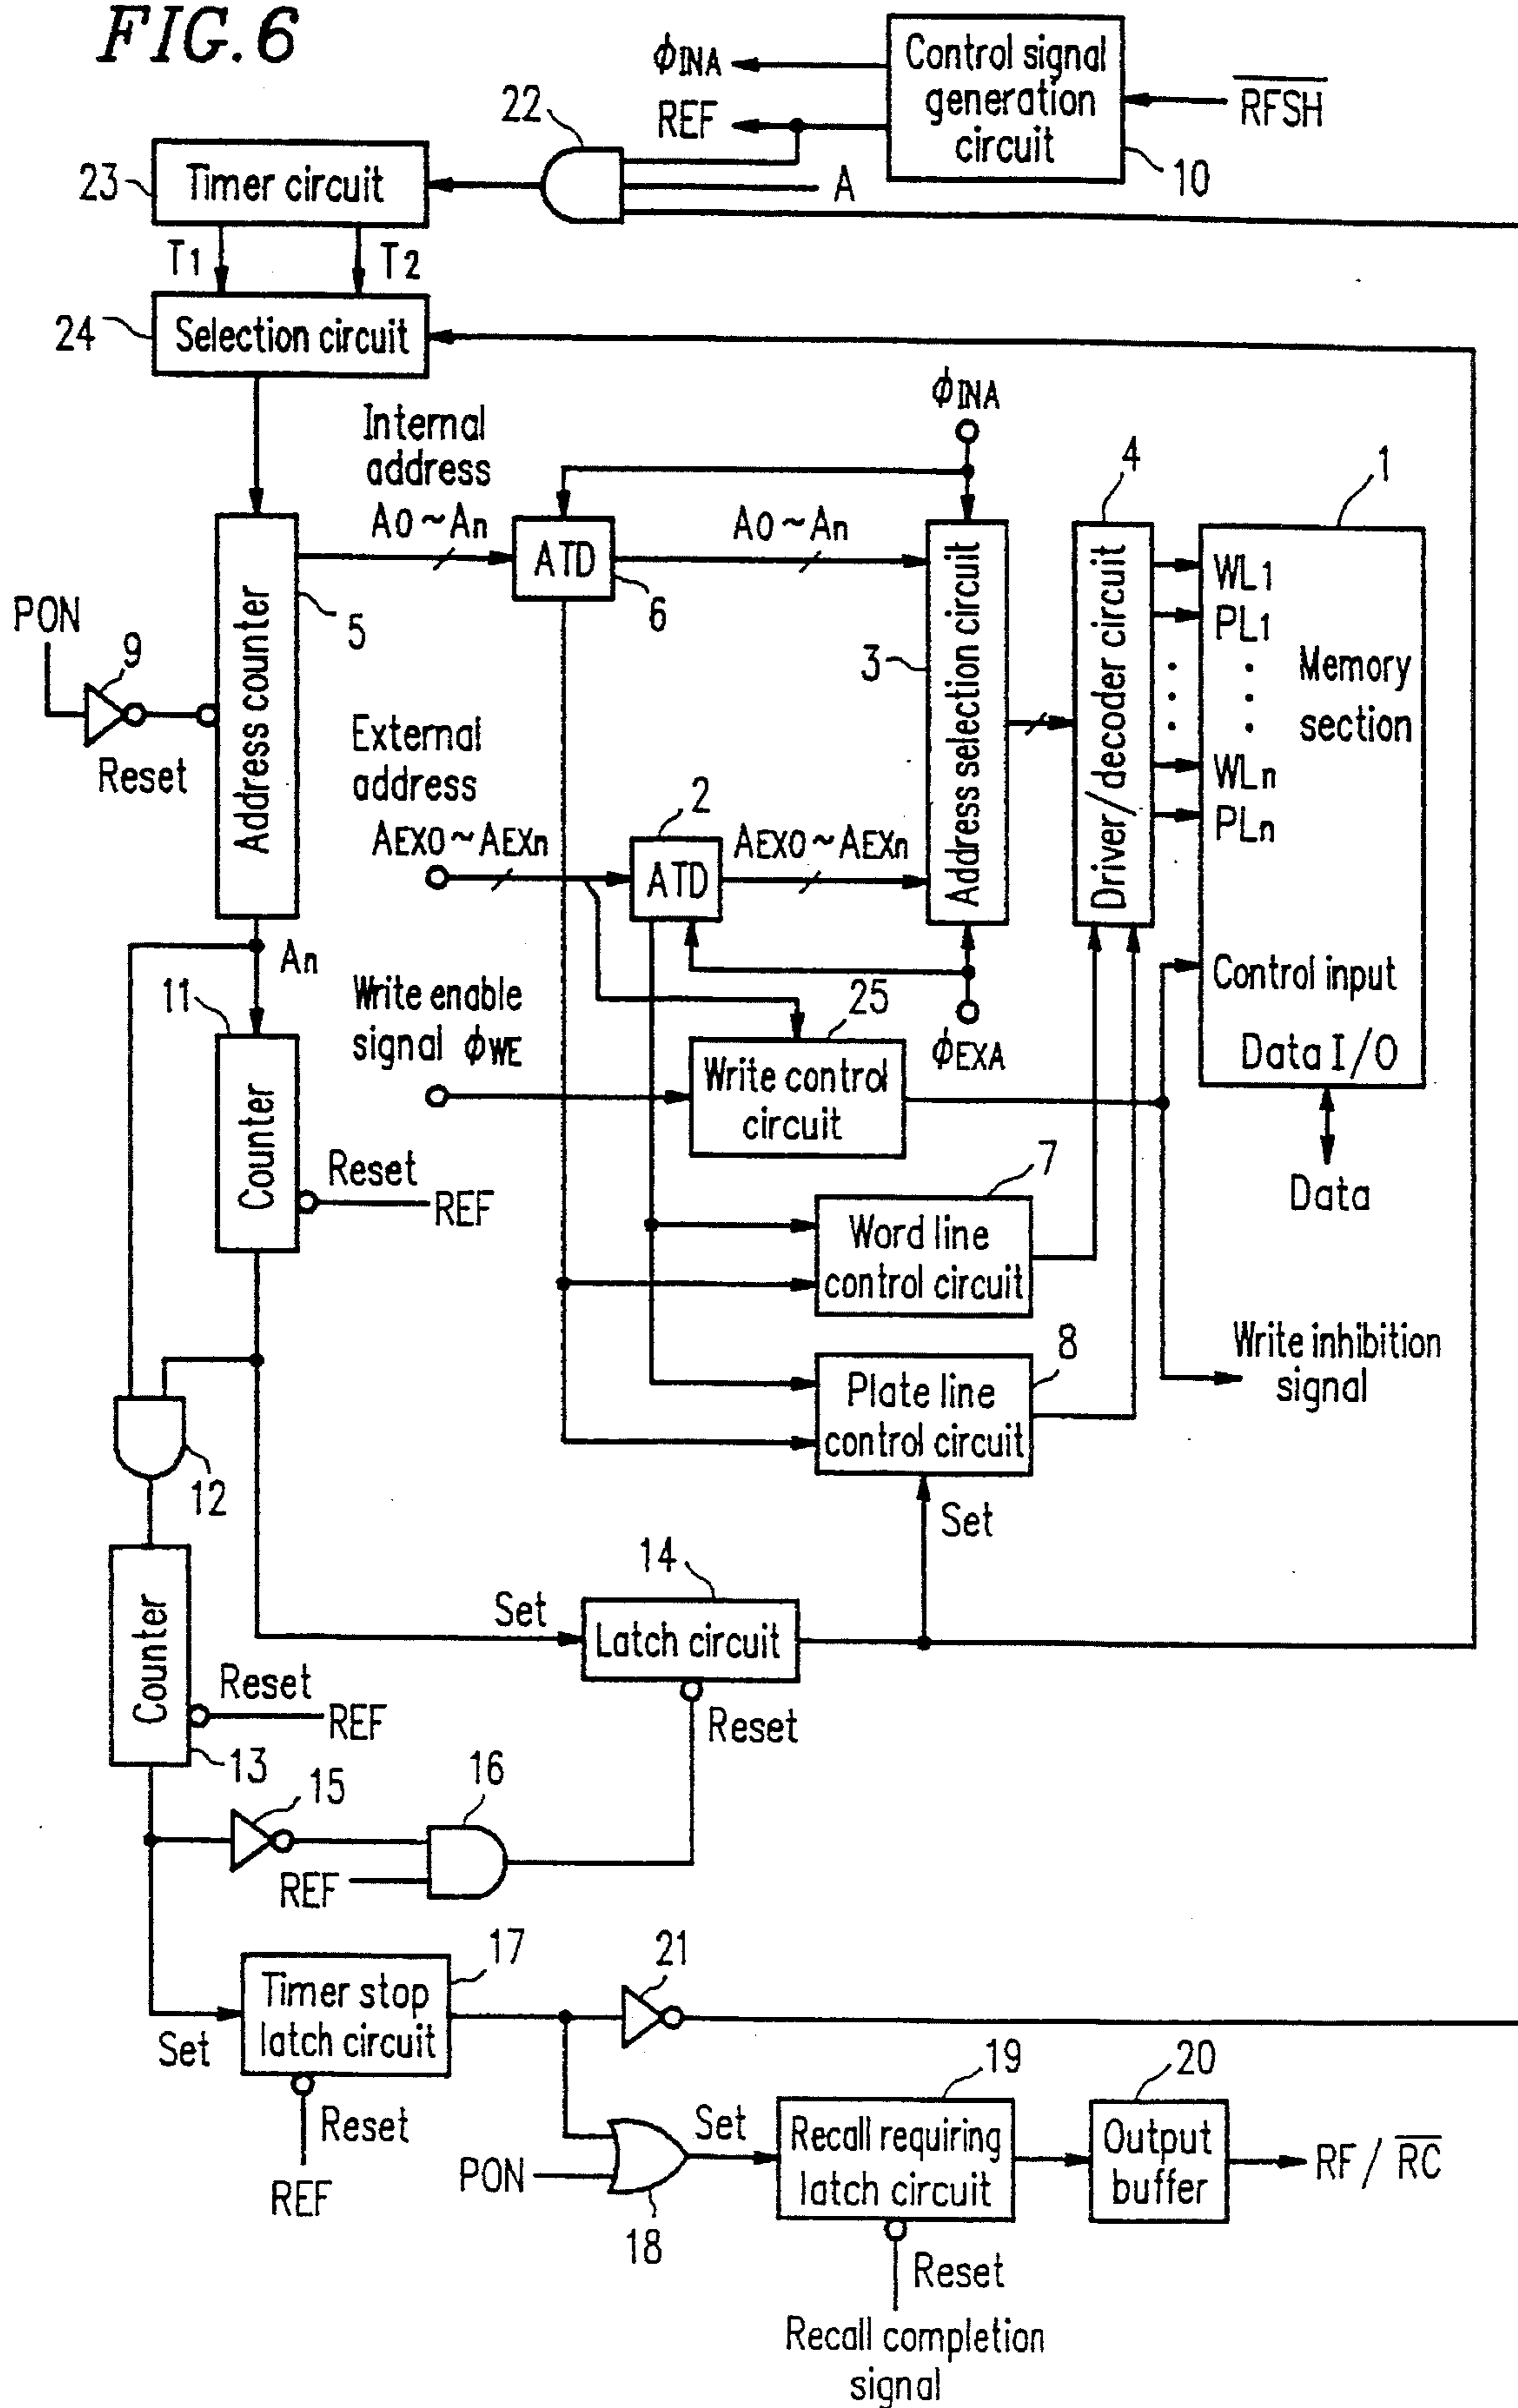 FIG.6
ϕINA
REF
Control signal
generation
circuit
RFSH
10
22
A
23
Timer circuit
T1
T2
24
Selection circuit
Internal
address
A0~An
ATD
6
A0~An
ϕINA
4
1
PON
9
Reset
Address counter
5
Address selection circuit
3
Driver/decoder circuit
WL1
PL1
Memory
section
WLn
PLn
Control input
Data I/O
Data
External
address
AEX0~AEXn
2
ATD
AEX0~AEXn
ϕEXA
An
11
Counter
Reset
REF
Write enable
signal ϕWE
25
Write control
circuit
7
Word line
control circuit
8
Plate line
control circuit
Write inhibition
signal
Set
12
Counter
Reset
REF
13
14
Set
Latch circuit
Reset
15
16
REF
17
Timer stop
latch circuit
Set
Reset
REF
21
PON
18
Set
19
Recall requiring
latch circuit
Reset
Recall completion
signal
20
Output
buffer
RF / R̅C̅